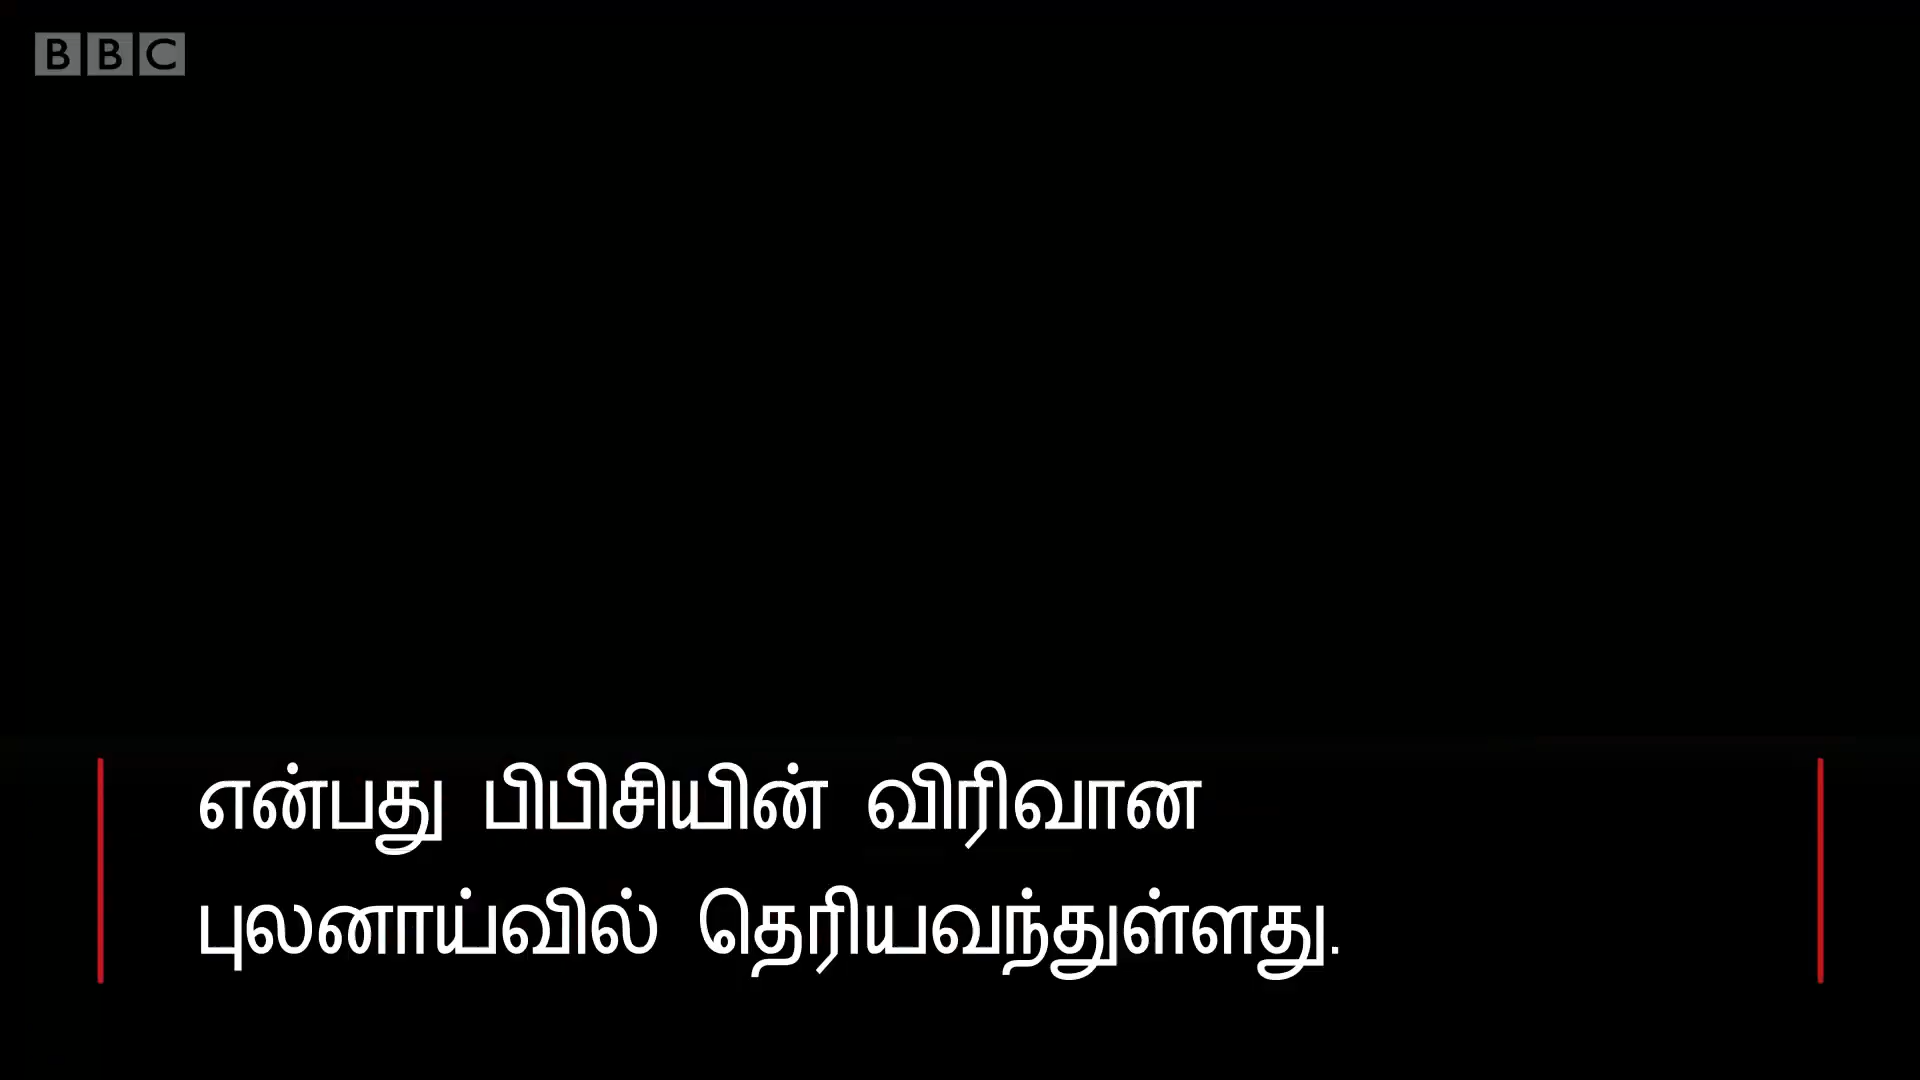 BBC
என்பது பிபிசியின் விரிவான
புலனாய்வில் தெரியவந்துள்ளது.